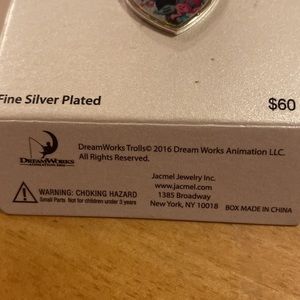 Fine Silver Plated
$60
DREAMWORKS
ANIMATION SKG
DreamWorks Trolls© 2016 Dream Works Animation LLC.
All Rights Reserved.
WARNING: CHOKING HAZARD
Small Parts Not for children under 3 years
Jacmel Jewelry Inc.
www.jacmel.com
1385 Broadway
New York, NY 10018
BOX MADE IN CHINA